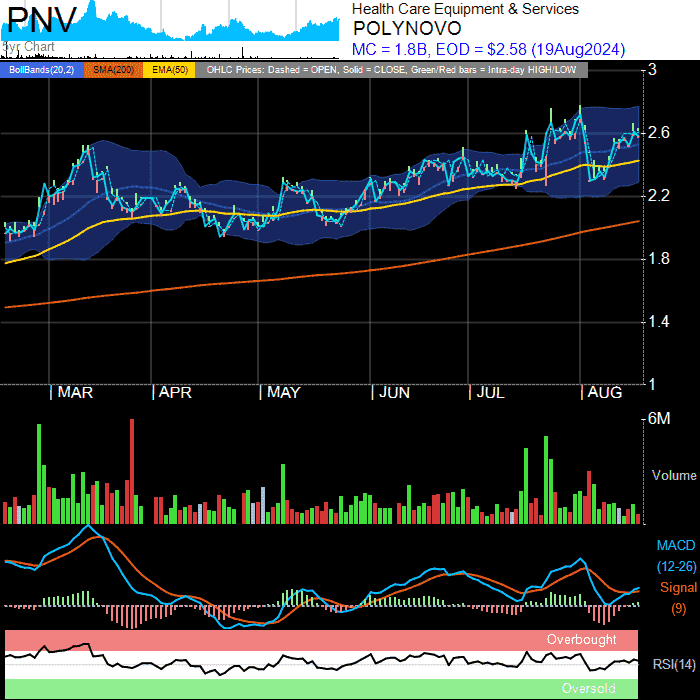 PNV
5yr Chart
Health Care Equipment & Services
POLYNOVO
MC = 1.8B, EOD = $2.58 (19Aug2024)
BollBands(20,2) SMA(200) EMA(50) OHLC Prices: Dashed = OPEN, Solid = CLOSE, Green/Red bars = Intra-day HIGH/LOW
3
2.6
2.2
1.8
1.4
1
MAR APR MAY JUN JUL AUG
6M
Volume
MACD
(12-26)
Signal
(9)
Overbought
RSI(14)
Oversold